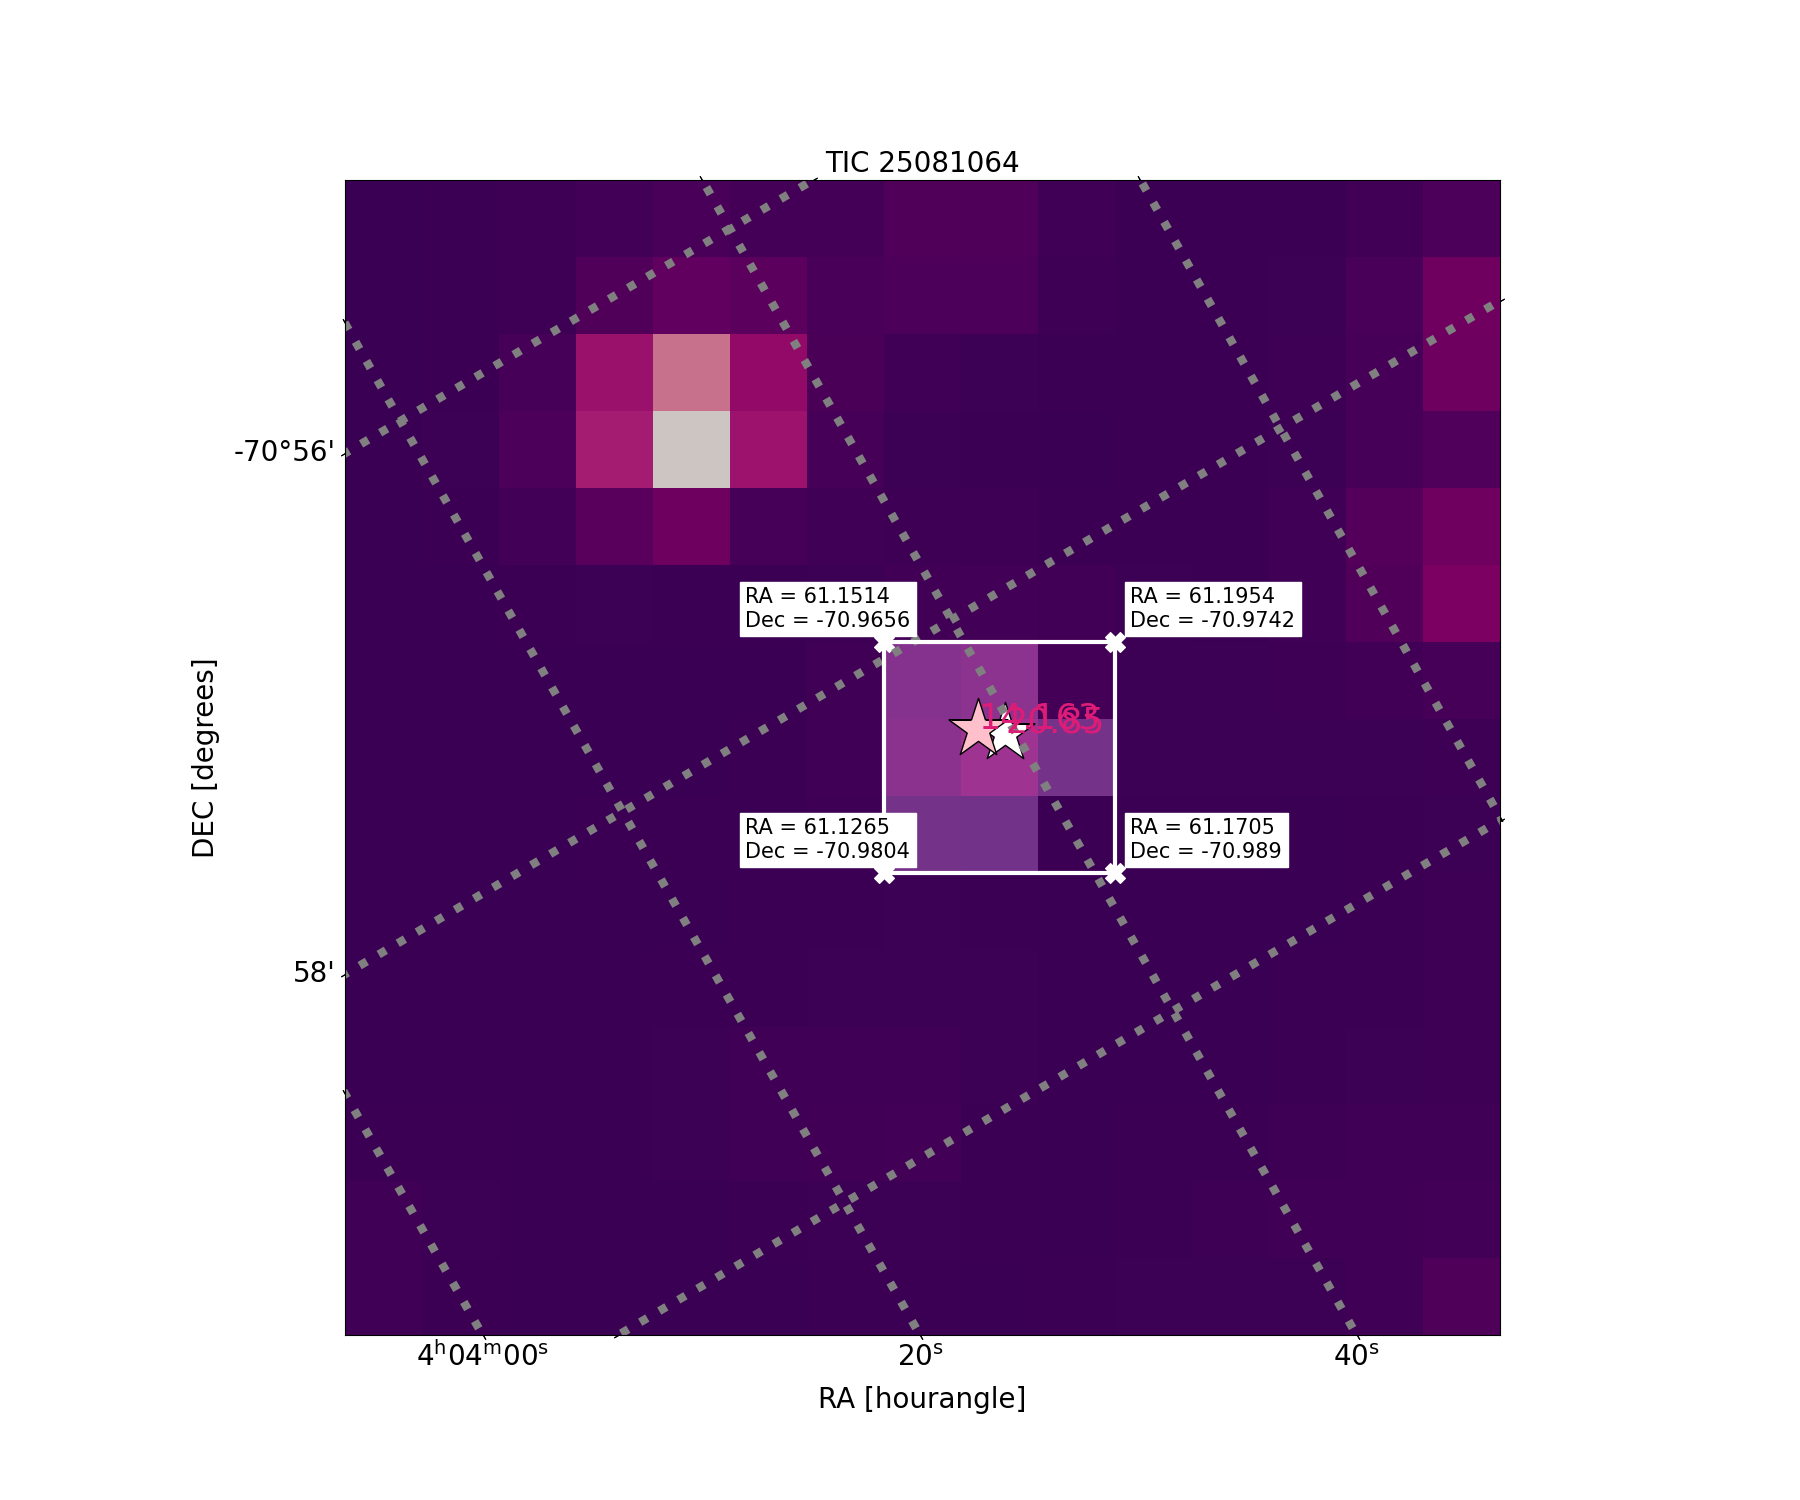 TIC 25081064
-70°56'
RA = 61.1514
Dec = -70.9656
RA = 61.1954
Dec = -70.9742
RA = 61.1265
Dec = -70.9804
RA = 61.1705
Dec = -70.989
DEC [degrees]
58'
4ʰ04ᵐ00ˢ
20ˢ
40ˢ
RA [hourangle]